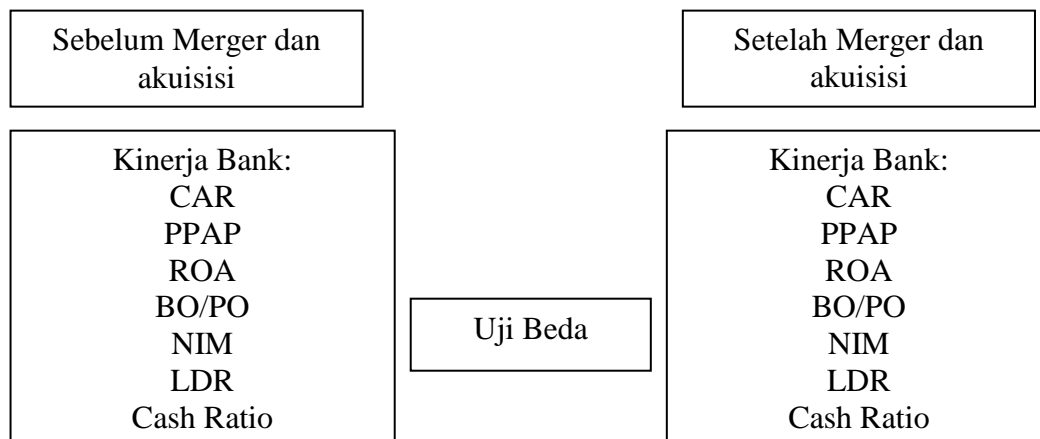 Sebelum Merger dan
akuisisi
Setelah Merger dan
akuisisi
Kinerja Bank:
CAR
PPAP
ROA
BO/PO
NIM
LDR
Cash Ratio
Uji Beda
Kinerja Bank:
CAR
PPAP
ROA
BO/PO
NIM
LDR
Cash Ratio